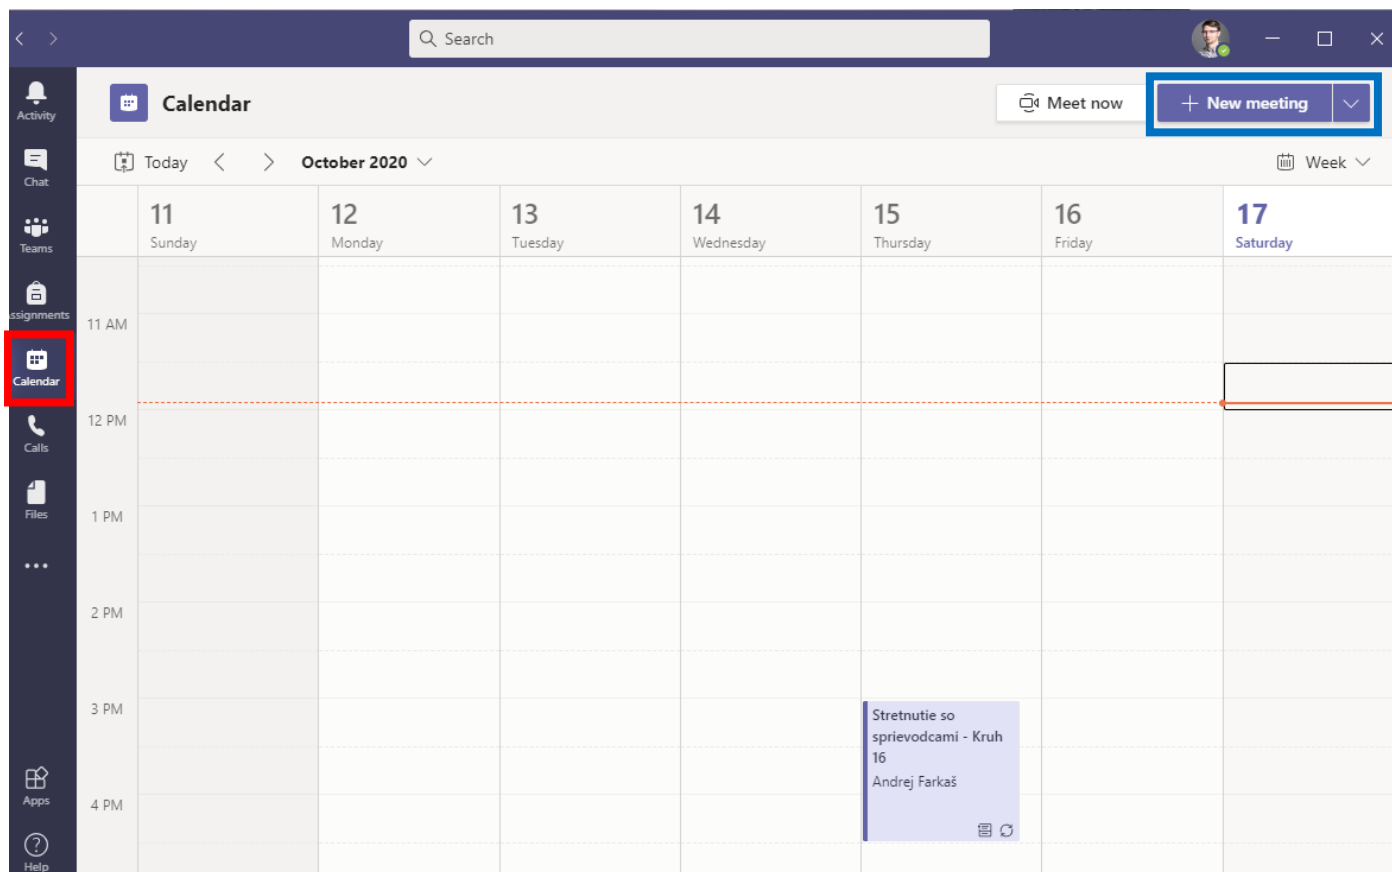 Search
Activity
Calendar
Meet now
New meeting
Chat
Today
October 2020
Week
Teams
11
Sunday
12
Monday
13
Tuesday
14
Wednesday
15
Thursday
16
Friday
17
Saturday
ssignments
11 AM
Calendar
12 PM
Calls
Files
1 PM
2 PM
3 PM
Stretnutie so
sprievodcami - Kruh
16
Andrej Farkaš
Apps
4 PM
Help